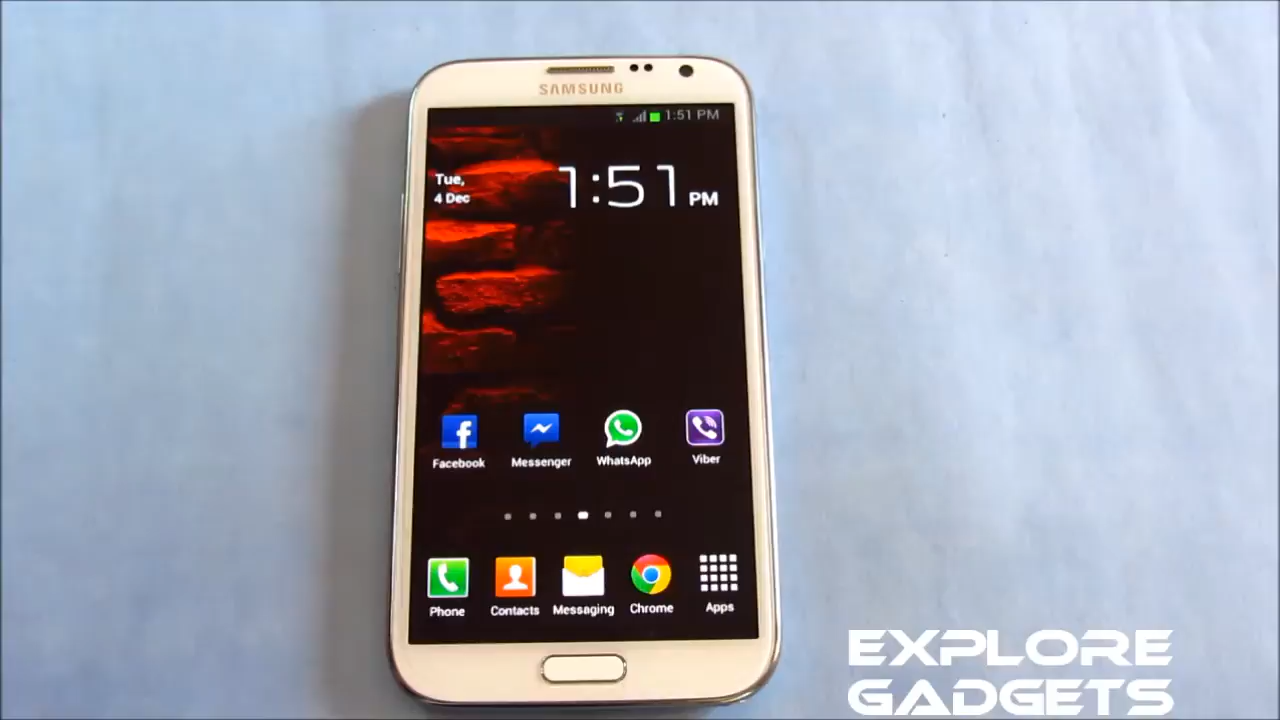 SAMSUNG
1:51 PM
Tue,
4 Dec
1:51 PM
Facebook Messenger WhatsApp Viber
Phone Contacts Messaging Chrome Apps
EXPLORE
GADGETS